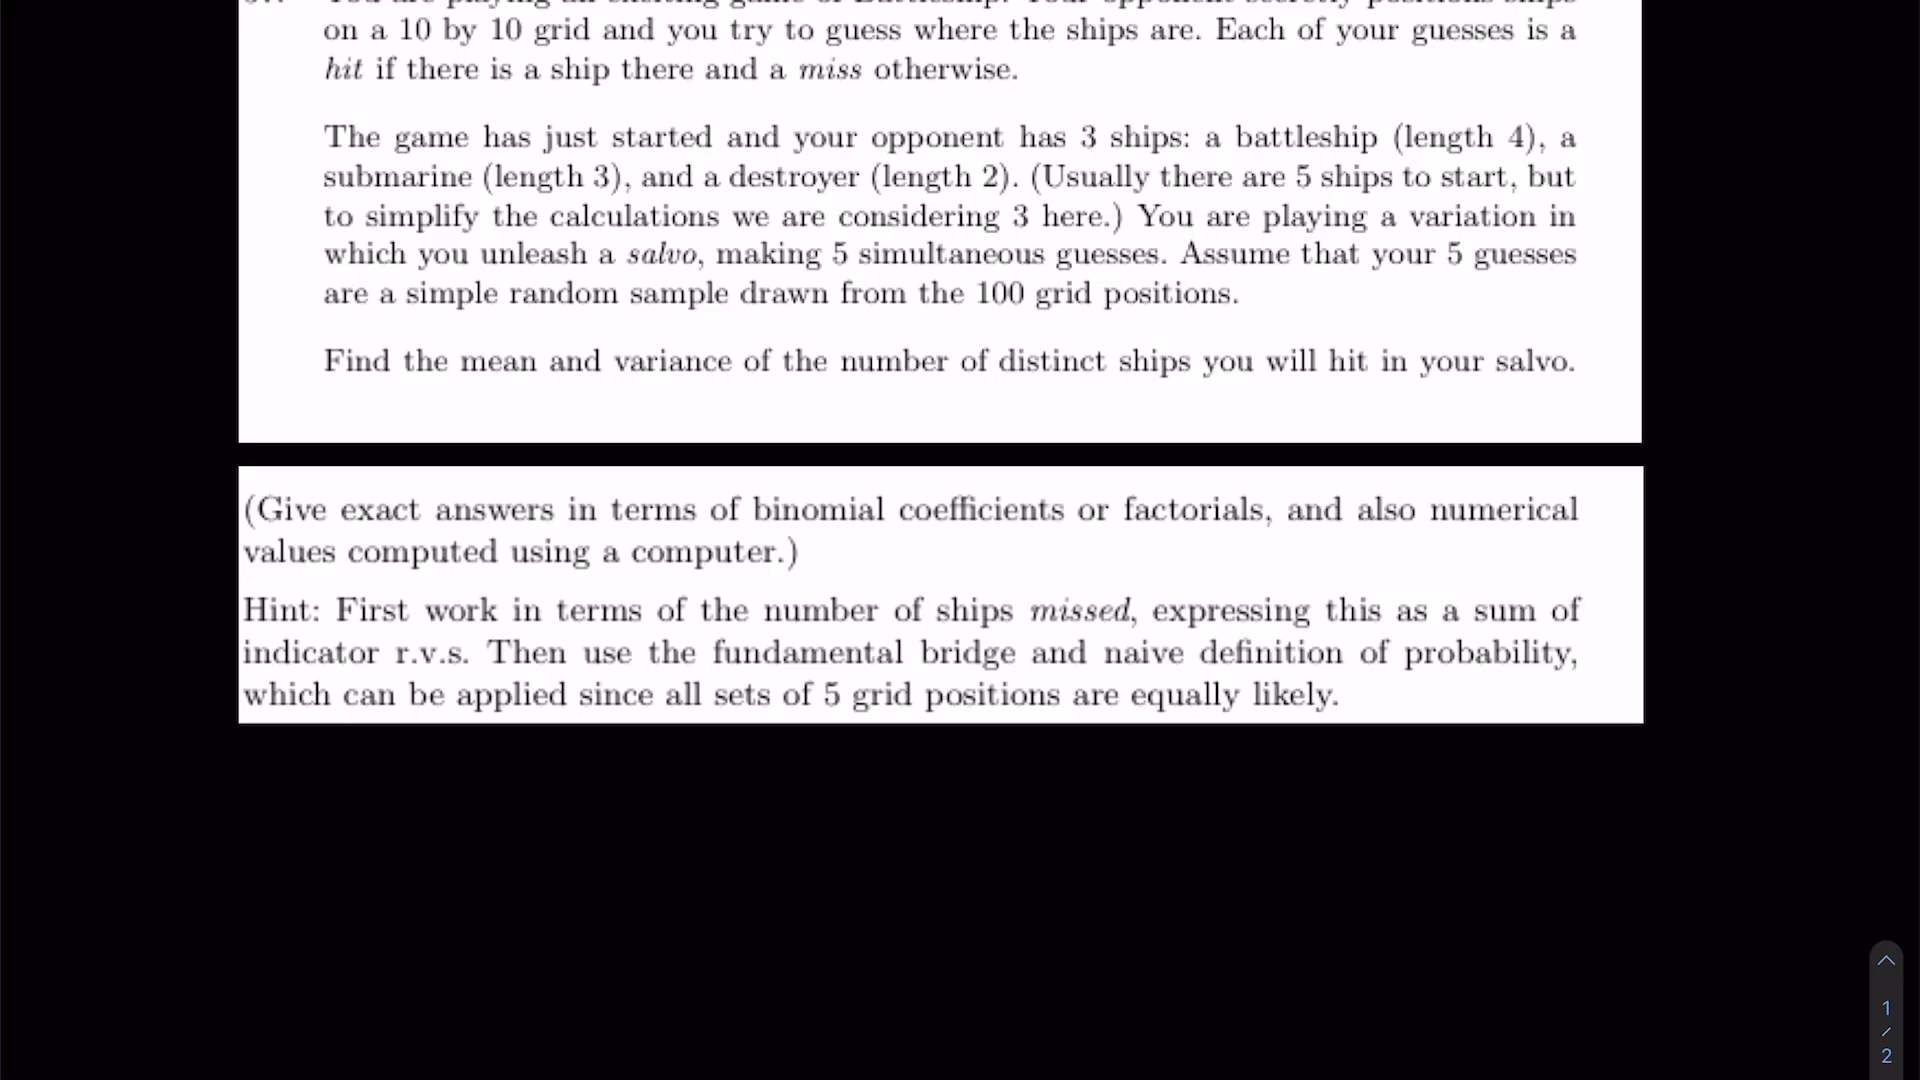 on a 10 by 10 grid and you try to guess where the ships are. Each of your guesses is a
hit if there is a ship there and a miss otherwise.
The game has just started and your opponent has 3 ships: a battleship (length 4), a
submarine (length 3), and a destroyer (length 2). (Usually there are 5 ships to start, but
to simplify the calculations we are considering 3 here.) You are playing a variation in
which you unleash a salvo, making 5 simultaneous guesses. Assume that your 5 guesses
are a simple random sample drawn from the 100 grid positions.
Find the mean and variance of the number of distinct ships you will hit in your salvo.
(Give exact answers in terms of binomial coefficients or factorials, and also numerical
values computed using a computer.)
Hint: First work in terms of the number of ships missed, expressing this as a sum of
indicator r.v.s. Then use the fundamental bridge and naive definition of probability,
which can be applied since all sets of 5 grid positions are equally likely.
1
/
2